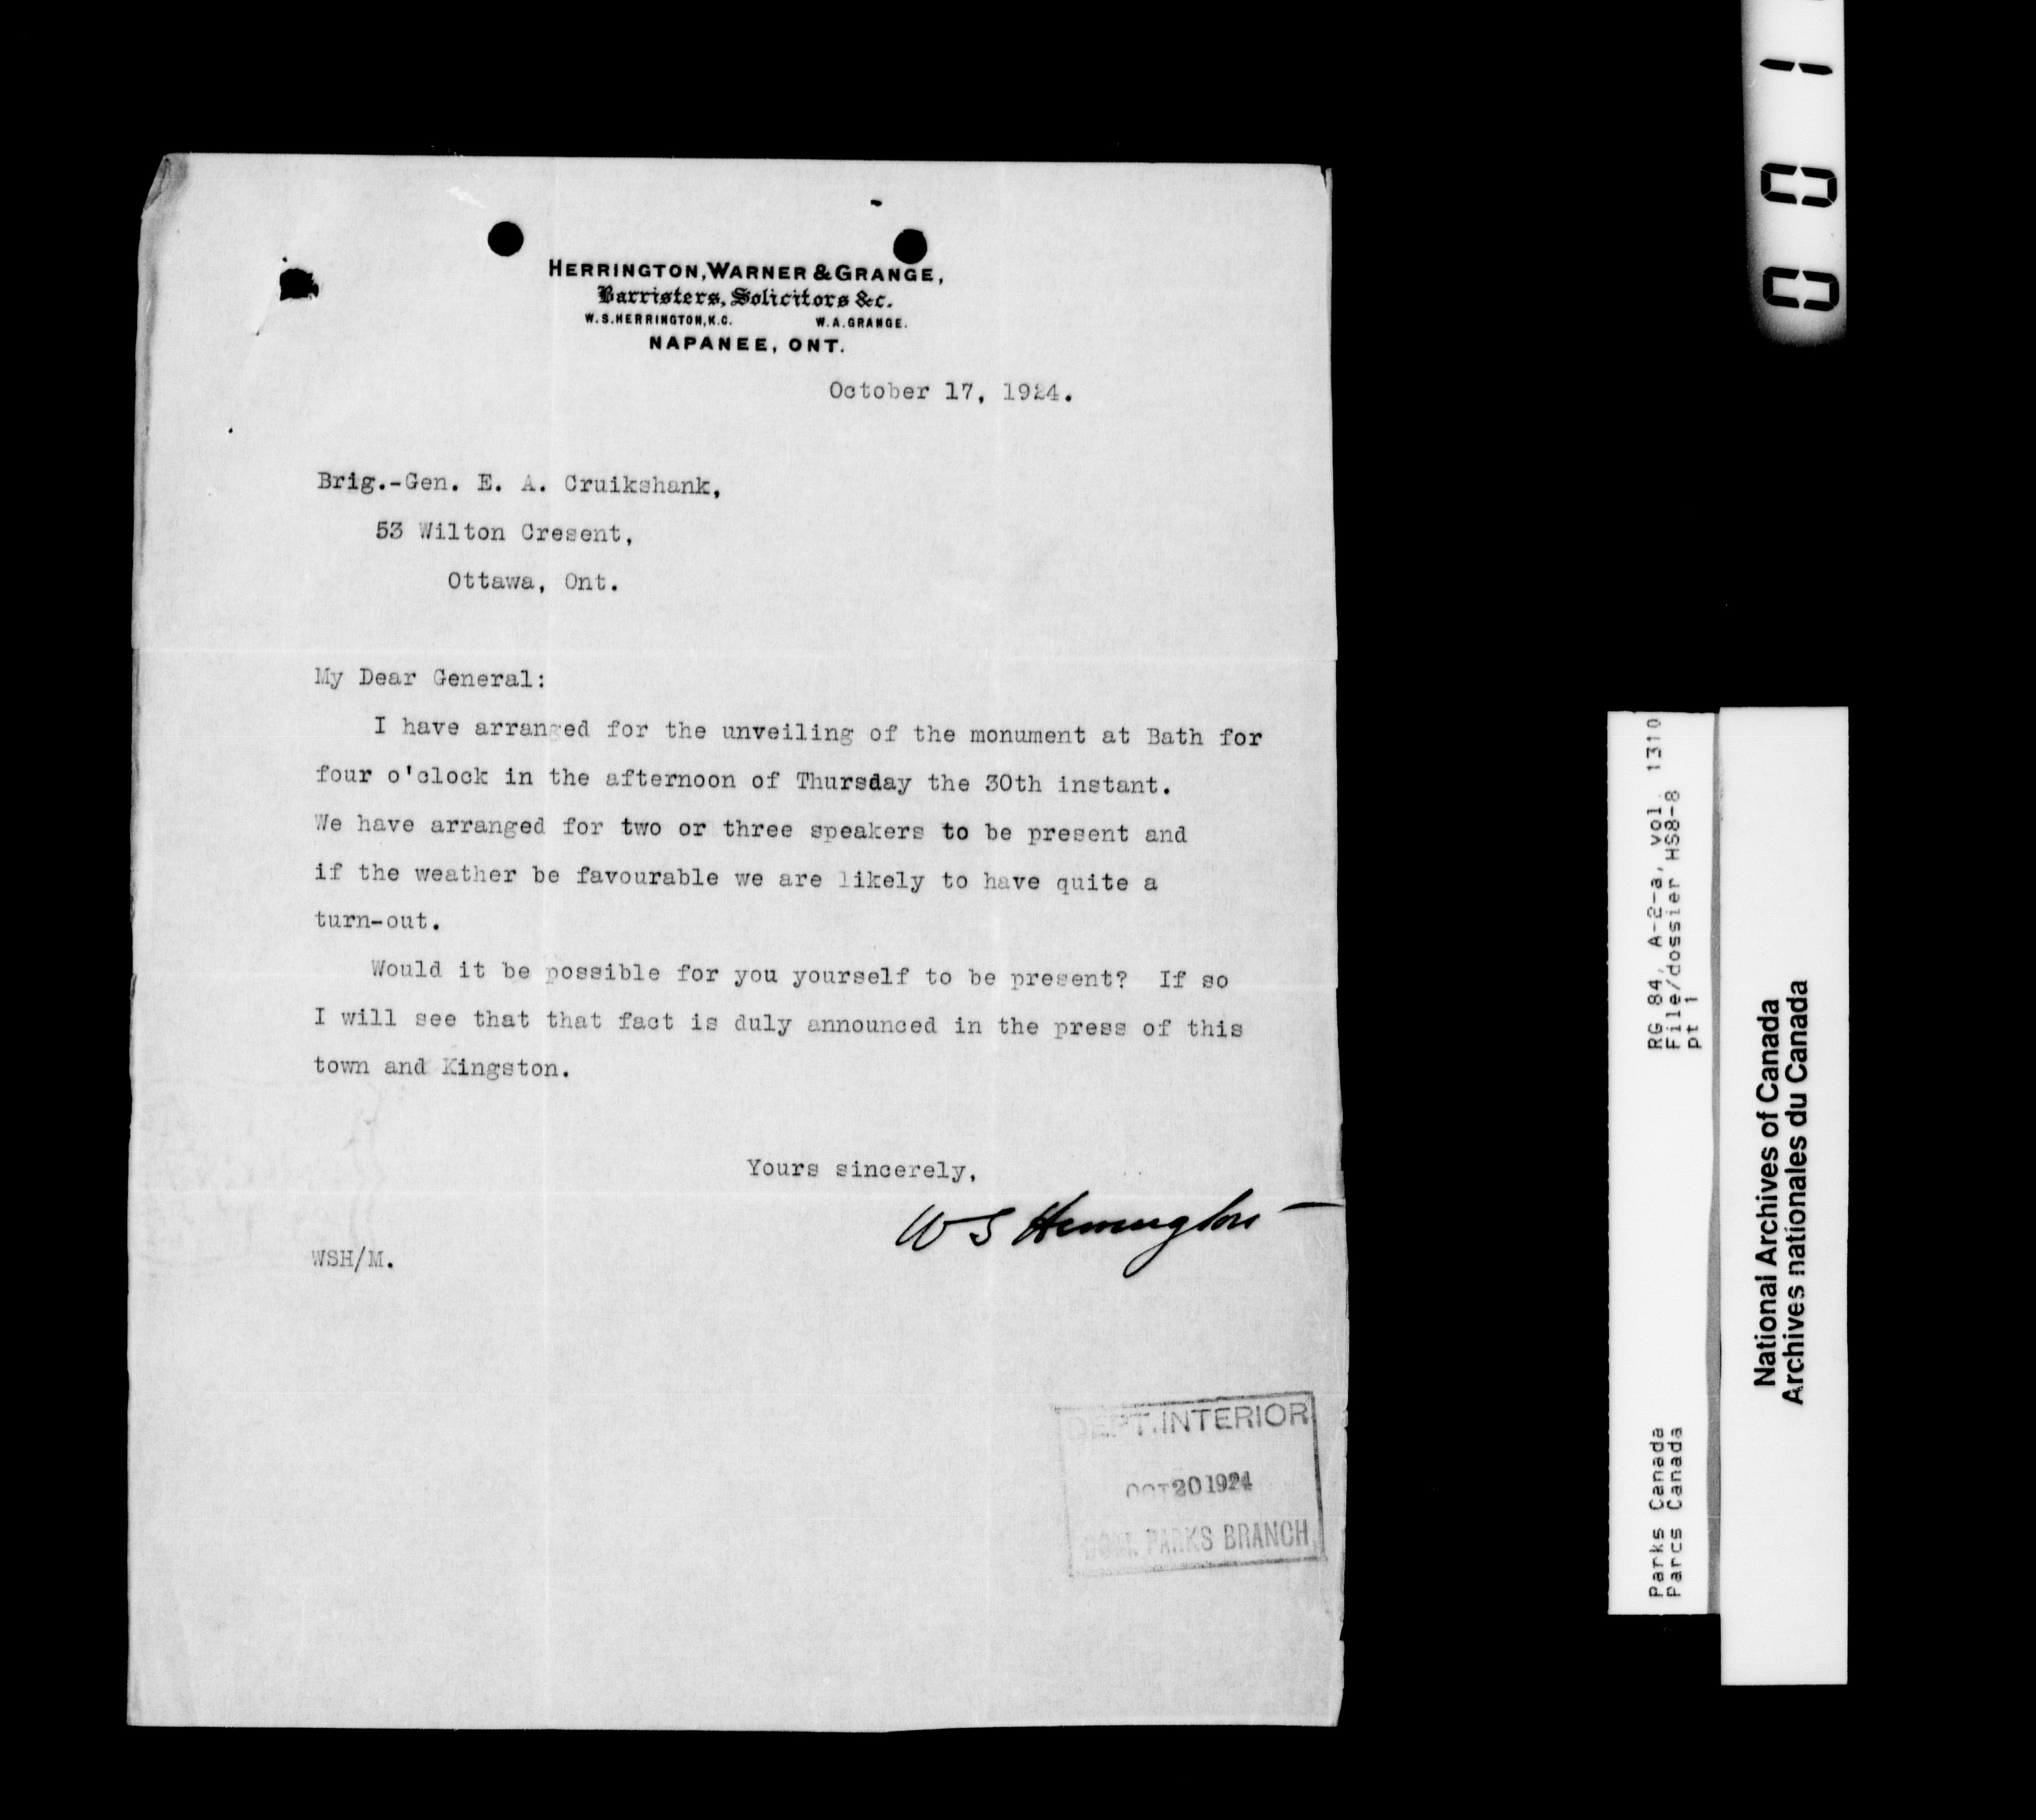 HERRINGTON, WARNER & GRANGE,
Barristers, Solicitors &c.
W.S. HERRINGTON, K.C. W.A. GRANGE.
NAPANEE, ONT.
October 17, 1924.
Brig.-Gen. E. A. Cruikshank,
53 Wilton Cresent,
Ottawa, Ont.
My Dear General:
I have arranged for the unveiling of the monument at Bath for
four o'clock in the afternoon of Thursday the 30th instant.
We have arranged for two or three speakers to be present and
if the weather be favourable we are likely to have quite a
turn-out.
Would it be possible for you yourself to be present? If so
I will see that that fact is duly announced in the press of this
town and Kingston.
Yours sincerely,
W S Herrington
WSH/M.
DEPT. INTERIOR
OCT 20 1924
DOM. PARKS BRANCH
001
RG 84, A-2-a, vol. 1310
File/dossier HS8-8
pt 1
Parks Canada
Parcs Canada
National Archives of Canada
Archives nationales du Canada